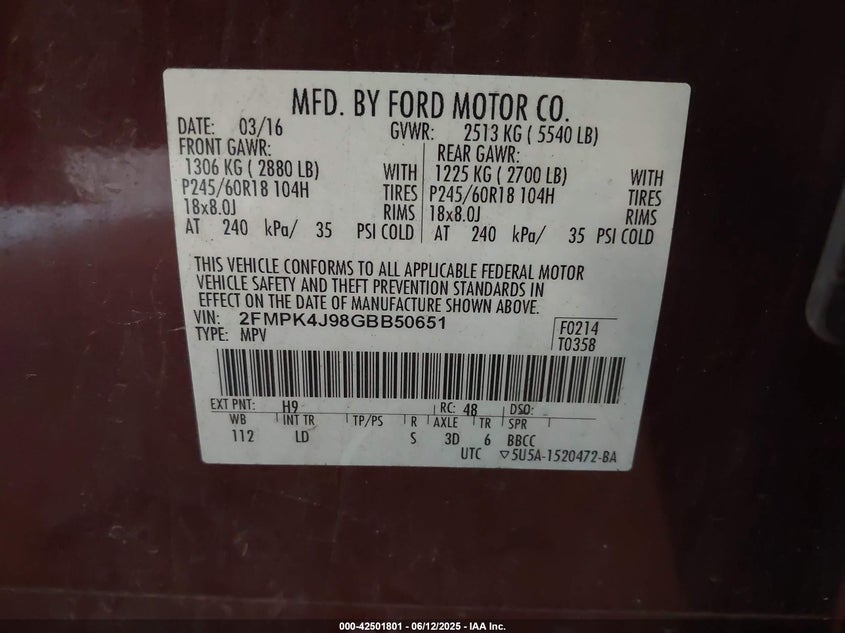 MFD. BY FORD MOTOR CO.
DATE: 03/16 GVWR: 2513 KG ( 5540 LB)
FRONT GAWR: REAR GAWR:
1306 KG ( 2880 LB) WITH 1225 KG ( 2700 LB) WITH
P245/60R18 104H TIRES P245/60R18 104H TIRES
18x8.0J RIMS 18x8.0J RIMS
AT 240 kPa/ 35 PSI COLD AT 240 kPa/ 35 PSI COLD
THIS VEHICLE CONFORMS TO ALL APPLICABLE FEDERAL MOTOR
VEHICLE SAFETY AND THEFT PREVENTION STANDARDS IN
EFFECT ON THE DATE OF MANUFACTURE SHOWN ABOVE.
VIN: 2FMPK4J98GBB50651 F0214
TYPE: MPV T0358
EXT PNT: H9 RC: 48 DSO:
WB INT TR TP/PS R AXLE TR SPR
112 LD S 3D 6 BBCC
UTC ▽5U5A-1520472-BA
000-42501801 - 06/12/2025 - IAA Inc.